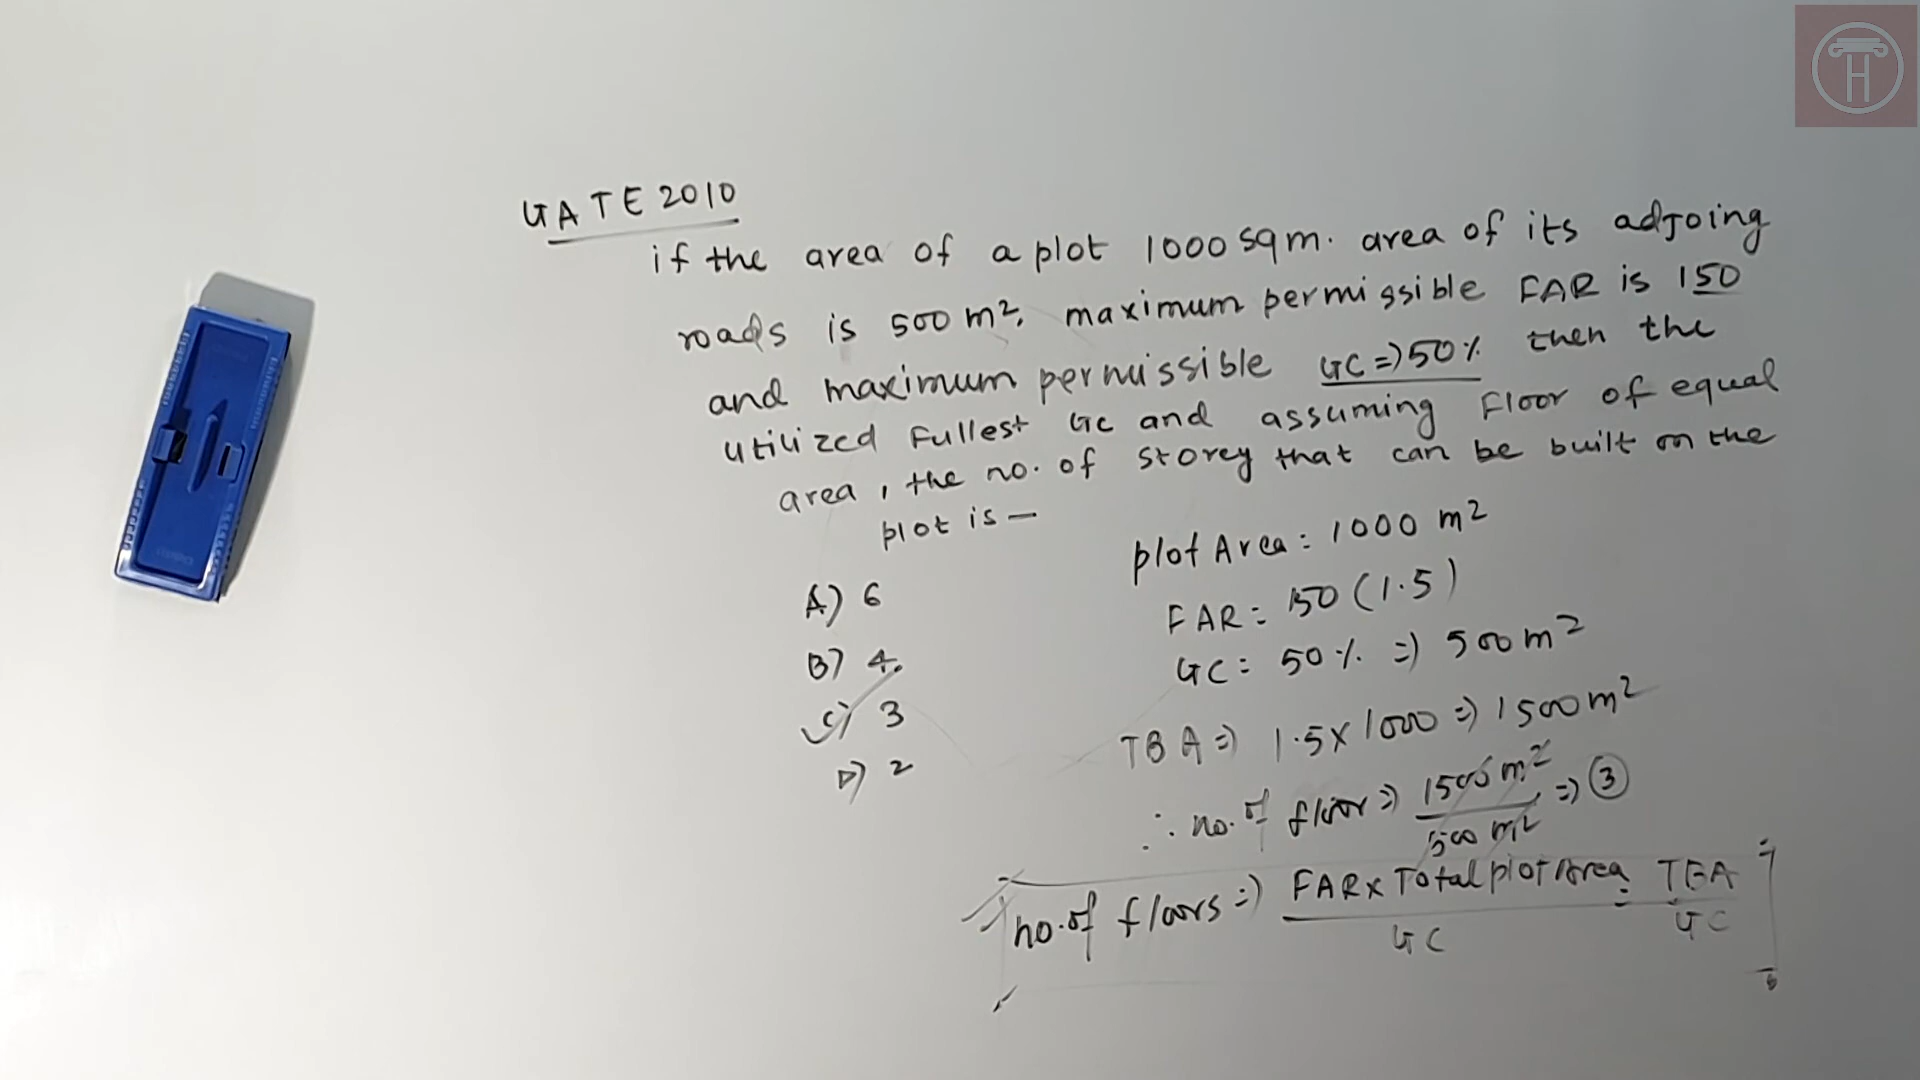 GATE 2010
if the area of a plot 1000 sqm. area of its adjoing
roads is 500 m², maximum permissible FAR is 150
and maximum permissible GC => 50% then the
utilized Fullest GC and assuming Floor of equal
area, the no. of storey that can be built on the
plot is —
A) 6
B) 4.
C) 3
D) 2
plot Area: 1000 m²
FAR: 150 (1.5)
GC: 50% => 500 m²
TBA => 1.5 x 1000 => 1500 m²
∴ no. of floor => 1500 m² / 500 m² => 3
no. of floors => FAR x Total plot Area / GC = TBA / GC
H